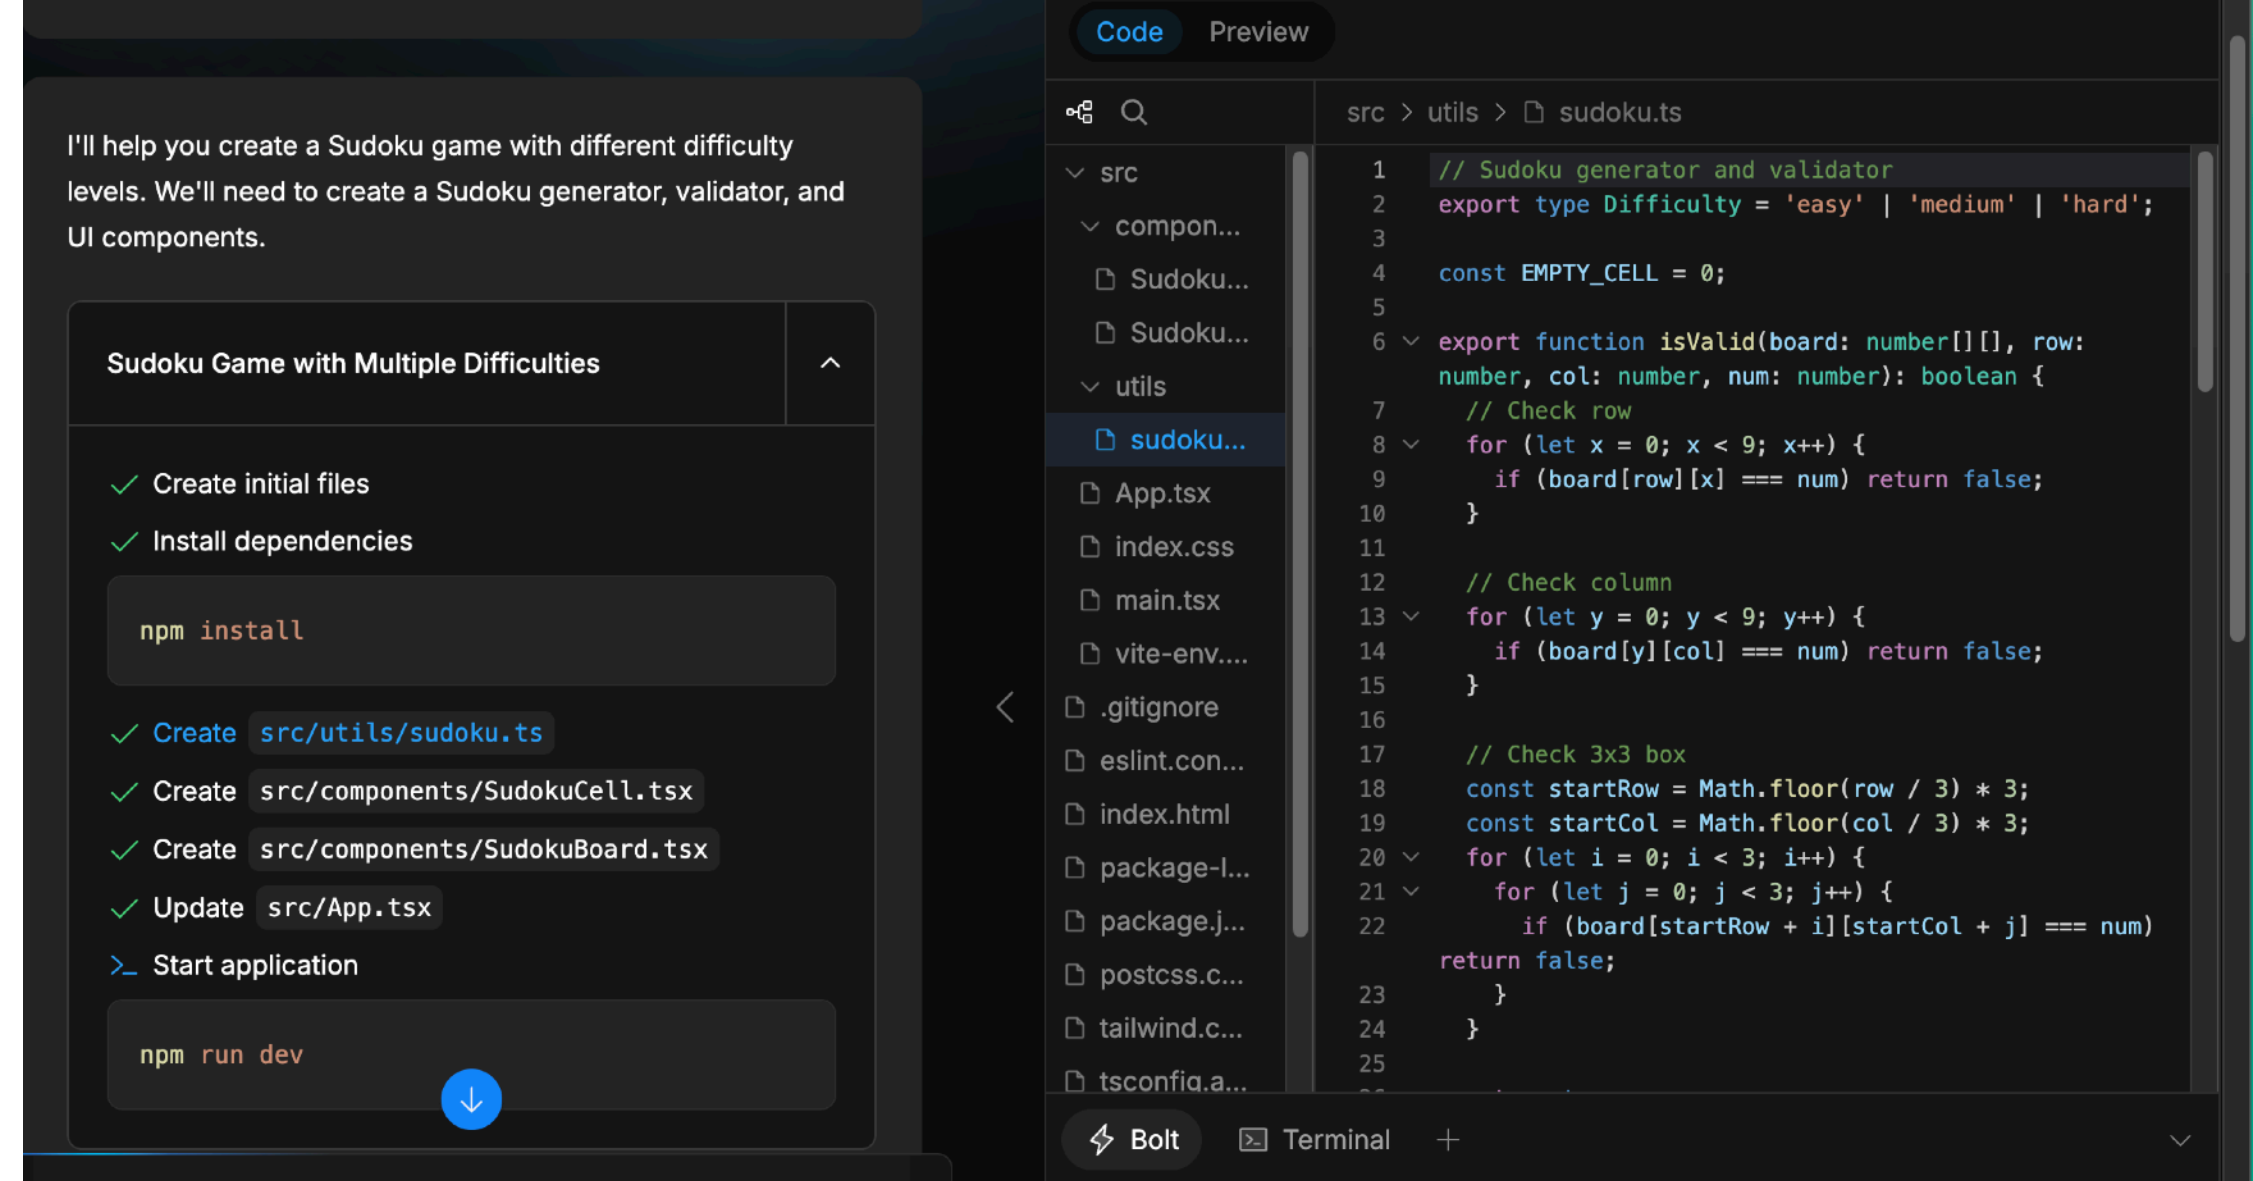 I'll help you create a Sudoku game with different difficulty
levels. We'll need to create a Sudoku generator, validator, and
UI components.
Sudoku Game with Multiple Difficulties
Create initial files
Install dependencies
npm install
Create src/utils/sudoku.ts
Create src/components/SudokuCell.tsx
Create src/components/SudokuBoard.tsx
Update src/App.tsx
>_ Start application
npm run dev
Code Preview
src
compon...
Sudoku...
Sudoku...
utils
sudoku...
App.tsx
index.css
main.tsx
vite-env....
.gitignore
eslint.con...
index.html
package-l...
package.j...
postcss.c...
tailwind.c...
tsconfig.a...
src > utils > sudoku.ts
1 // Sudoku generator and validator
2 export type Difficulty = 'easy' | 'medium' | 'hard';
3
4 const EMPTY_CELL = 0;
5
6 export function isValid(board: number[][], row:
number, col: number, num: number): boolean {
7 // Check row
8 for (let x = 0; x < 9; x++) {
9 if (board[row][x] === num) return false;
10 }
11
12 // Check column
13 for (let y = 0; y < 9; y++) {
14 if (board[y][col] === num) return false;
15 }
16
17 // Check 3x3 box
18 const startRow = Math.floor(row / 3) * 3;
19 const startCol = Math.floor(col / 3) * 3;
20 for (let i = 0; i < 3; i++) {
21 for (let j = 0; j < 3; j++) {
22 if (board[startRow + i][startCol + j] === num)
return false;
23 }
24 }
25
Bolt Terminal +